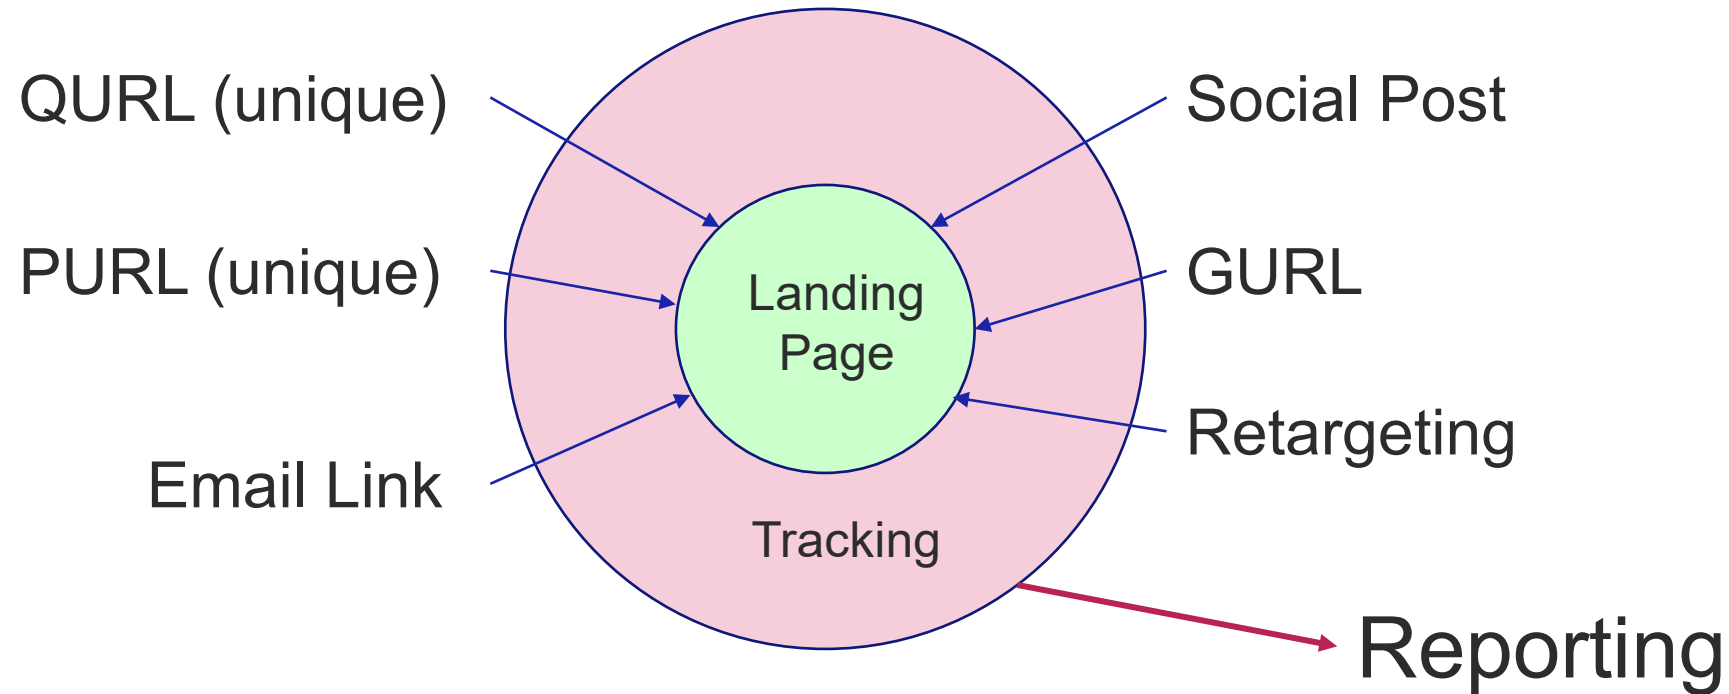 QURL (unique)
PURL (unique)
Email Link
Landing
Page
Tracking
Social Post
GURL
Retargeting
Reporting